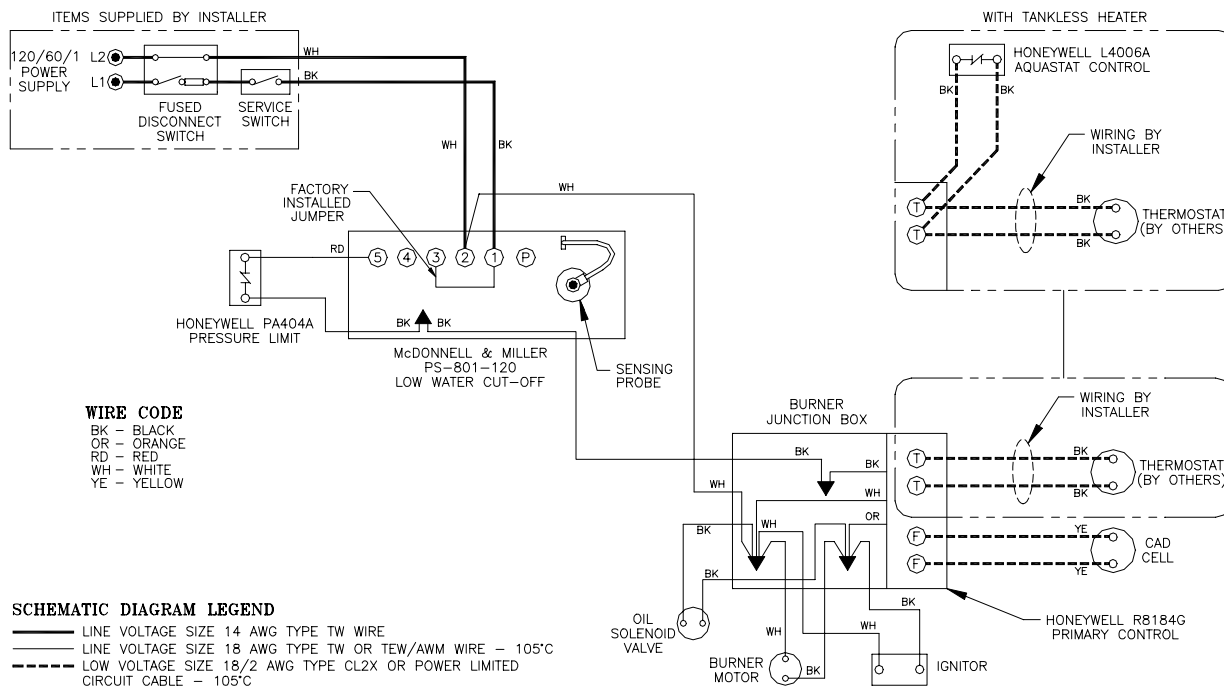 ITEMS SUPPLIED BY INSTALLER
120/60/1
POWER
SUPPLY
L2
L1
WH
BK
FUSED
DISCONNECT
SWITCH
SERVICE
SWITCH
WH
BK
WH
FACTORY
INSTALLED
JUMPER
RD
5
4
3
2
1
P
BK
BK
HONEYWELL PA404A
PRESSURE LIMIT
McDONNELL & MILLER
PS-801-120
LOW WATER CUT-OFF
SENSING
PROBE
WITH TANKLESS HEATER
HONEYWELL L4006A
AQUASTAT CONTROL
BK
BK
WIRING BY
INSTALLER
T
T
BK
BK
THERMOSTAT
(BY OTHERS)
WIRE CODE
BK - BLACK
OR - ORANGE
RD - RED
WH - WHITE
YE - YELLOW
BURNER
JUNCTION BOX
WIRING BY
INSTALLER
BK
BK
WH
WH
OR
BK
WH
BK
T
T
BK
BK
THERMOSTAT
(BY OTHERS)
F
F
YE
YE
CAD
CELL
OIL
SOLENOID
VALVE
WH
BK
WH
BK
BURNER
MOTOR
IGNITOR
HONEYWELL R8184G
PRIMARY CONTROL
SCHEMATIC DIAGRAM LEGEND
LINE VOLTAGE SIZE 14 AWG TYPE TW WIRE
LINE VOLTAGE SIZE 18 AWG TYPE TW OR TEW/AWM WIRE - 105°C
LOW VOLTAGE SIZE 18/2 AWG TYPE CL2X OR POWER LIMITED
CIRCUIT CABLE - 105°C